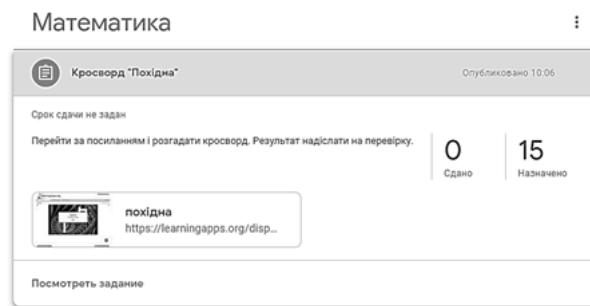 Математика
Кросворд "Похідна"
Опубликовано 10:06
Срок сдачи не задан
Перейти за посиланням і розгадати кросворд. Результат надіслати на перевірку.
0
Сдано
15
Назначено
похідна
https://learningapps.org/disp...
Посмотреть задание